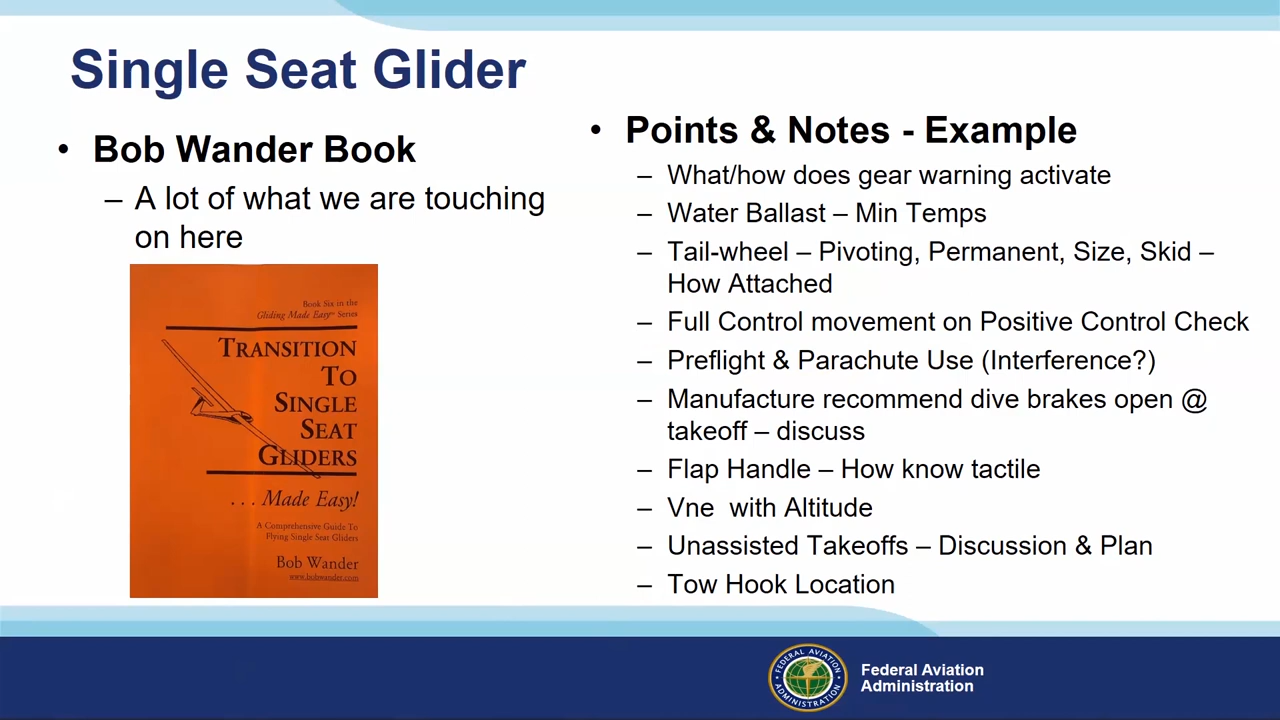 Single Seat Glider
• Bob Wander Book
– A lot of what we are touching
on here
Book Six in the
Gliding Made Easy™ Series
TRANSITION
TO
SINGLE
SEAT
GLIDERS
. . . Made Easy!
A Comprehensive Guide To
Flying Single Seat Gliders
Bob Wander
www.bobwander.com
• Points & Notes - Example
– What/how does gear warning activate
– Water Ballast – Min Temps
– Tail-wheel – Pivoting, Permanent, Size, Skid –
How Attached
– Full Control movement on Positive Control Check
– Preflight & Parachute Use (Interference?)
– Manufacture recommend dive brakes open @
takeoff – discuss
– Flap Handle – How know tactile
– Vne  with Altitude
– Unassisted Takeoffs – Discussion & Plan
– Tow Hook Location
FEDERAL AVIATION
ADMINISTRATION
Federal Aviation
Administration